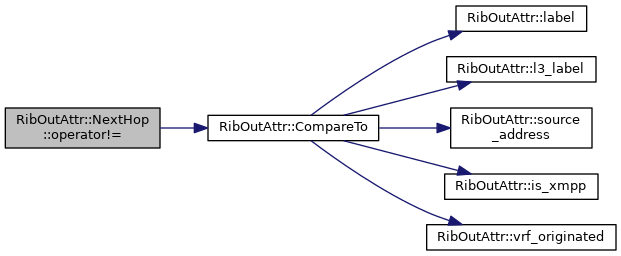 RibOutAttr::NextHop
::operator!=
RibOutAttr::CompareTo
RibOutAttr::label
RibOutAttr::l3_label
RibOutAttr::source
_address
RibOutAttr::is_xmpp
RibOutAttr::vrf_originated